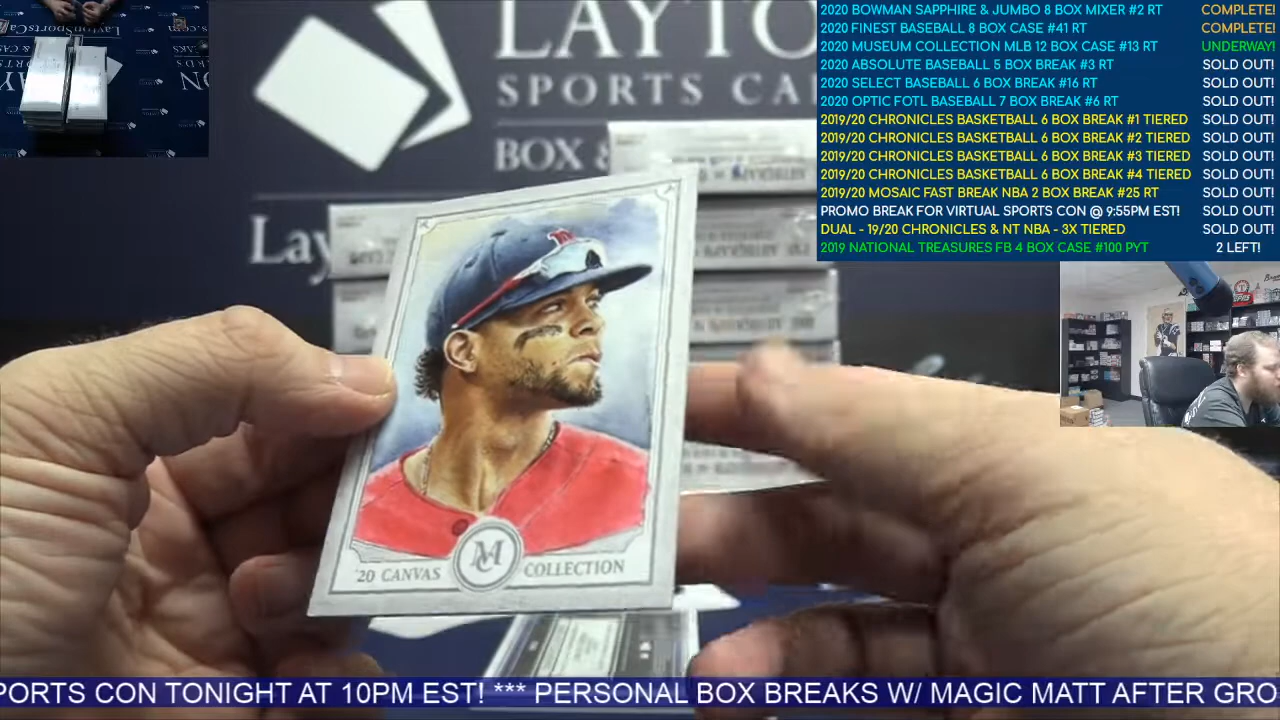 2020 BOWMAN SAPPHIRE & JUMBO 8 BOX MIXER #2 RT COMPLETE!
2020 FINEST BASEBALL 8 BOX CASE #41 RT COMPLETE!
2020 MUSEUM COLLECTION MLB 12 BOX CASE #13 RT UNDERWAY!
2020 ABSOLUTE BASEBALL 5 BOX BREAK #3 RT SOLD OUT!
2020 SELECT BASEBALL 6 BOX BREAK #16 RT SOLD OUT!
2020 OPTIC FOTL BASEBALL 7 BOX BREAK #6 RT SOLD OUT!
2019/20 CHRONICLES BASKETBALL 6 BOX BREAK #1 TIERED SOLD OUT!
2019/20 CHRONICLES BASKETBALL 6 BOX BREAK #2 TIERED SOLD OUT!
2019/20 CHRONICLES BASKETBALL 6 BOX BREAK #3 TIERED SOLD OUT!
2019/20 CHRONICLES BASKETBALL 6 BOX BREAK #4 TIERED SOLD OUT!
2019/20 MOSAIC FAST BREAK NBA 2 BOX BREAK #25 RT SOLD OUT!
PROMO BREAK FOR VIRTUAL SPORTS CON @ 9:55PM EST! SOLD OUT!
DUAL - 19/20 CHRONICLES & NT NBA - 3X TIERED SOLD OUT!
2019 NATIONAL TREASURES FB 4 BOX CASE #100 PYT 2 LEFT!
LAYTO
SPORTS CA
BOX &
Lay
MC
'20 CANVAS COLLECTION
PORTS CON TONIGHT AT 10PM EST! *** PERSONAL BOX BREAKS W/ MAGIC MATT AFTER GRO